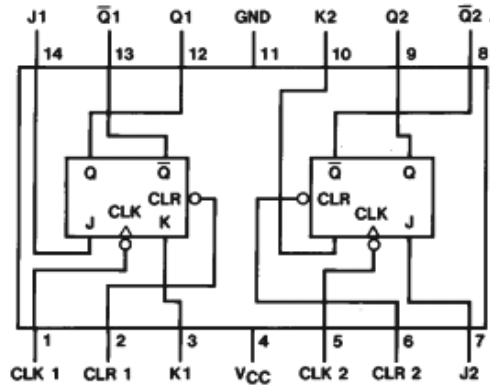 J1 Q̅1 Q1 GND K2 Q2 Q̅2
14 13 12 11 10 9 8
Q Q̅ Q̅ Q
CLR CLR
CLK CLK
J K J
1 2 3 4 5 6 7
CLK 1 CLR 1 K1 VCC CLK 2 CLR 2 J2